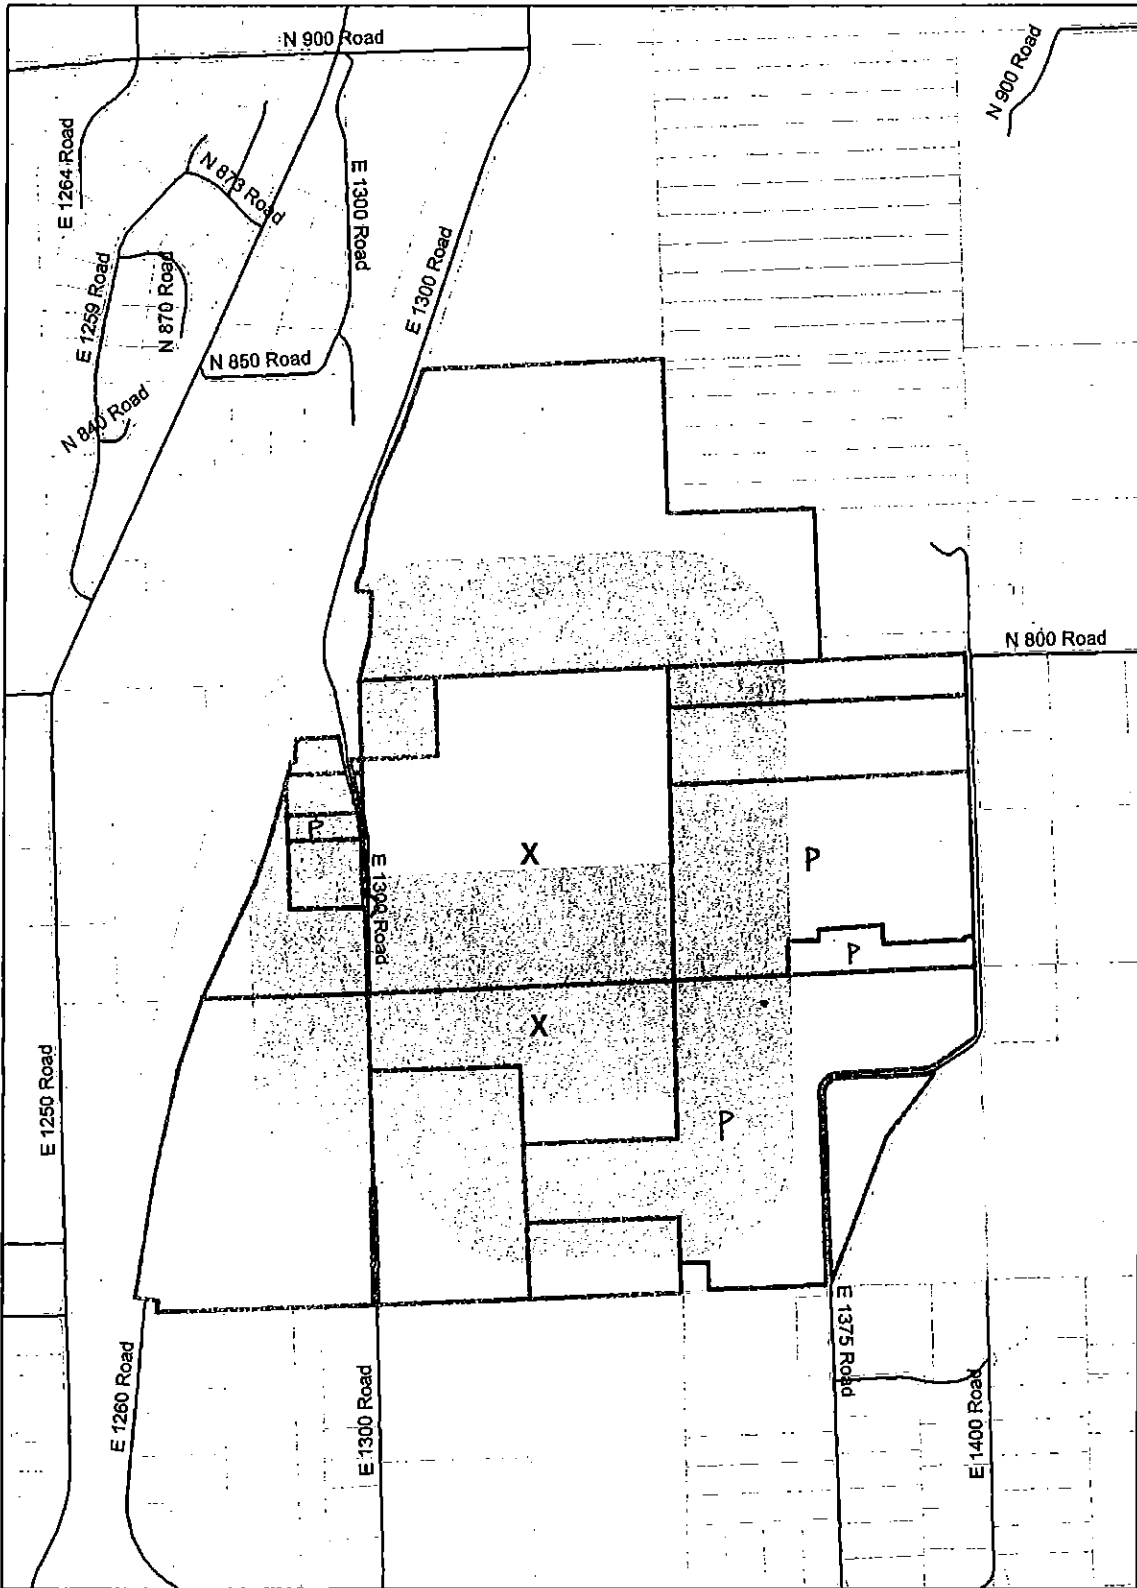 N 900 Road
N 900 Road
E 1264 Road
N 873 Road
E 1300 Road
E 1300 Road
E 1259 Road
N 870 Road
N 850 Road
N 840 Road
N 800 Road
P
X
P
E 1300 Road
P
X
E 1250 Road
P
E 1375 Road
E 1260 Road
E 1300 Road
E 1400 Road